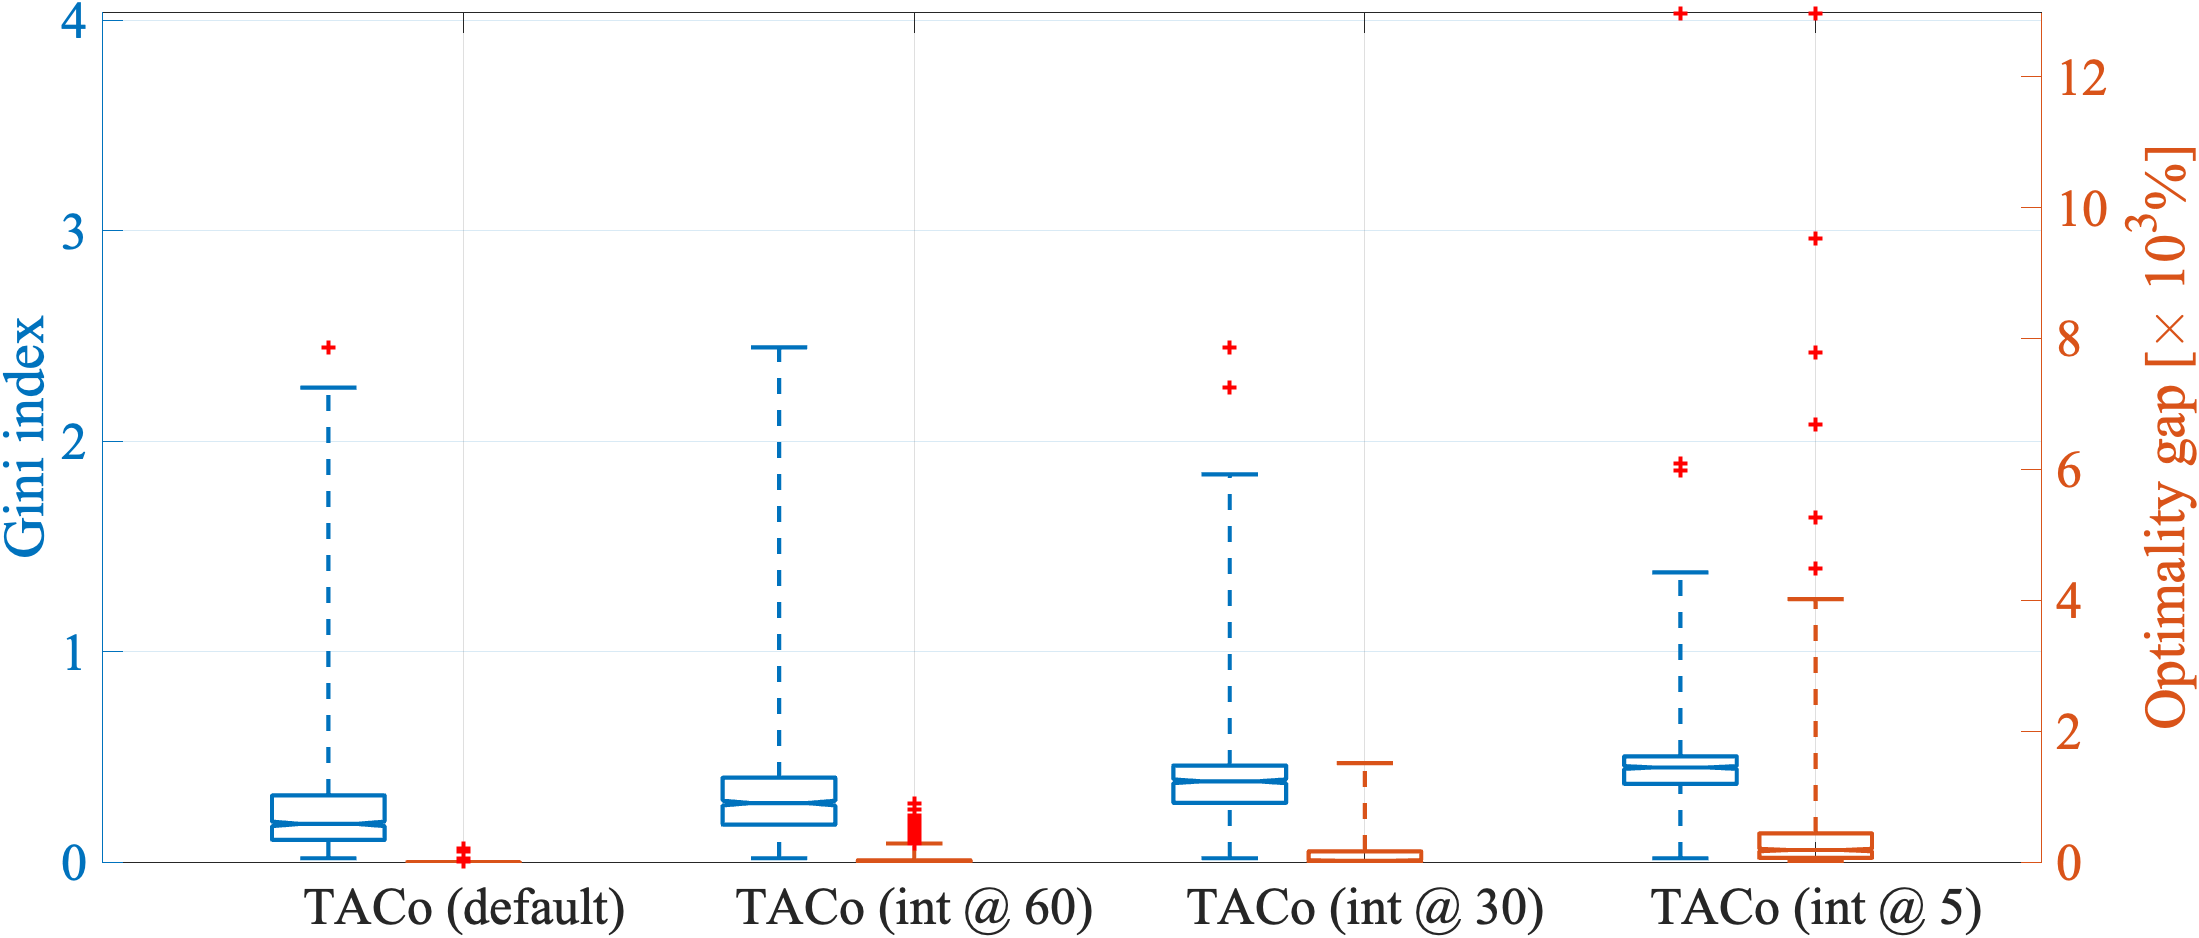 Gini index
4
3
2
1
0
Optimality gap [× 10³%]
12
10
8
6
4
2
0
TACo (default)
TACo (int @ 60)
TACo (int @ 30)
TACo (int @ 5)